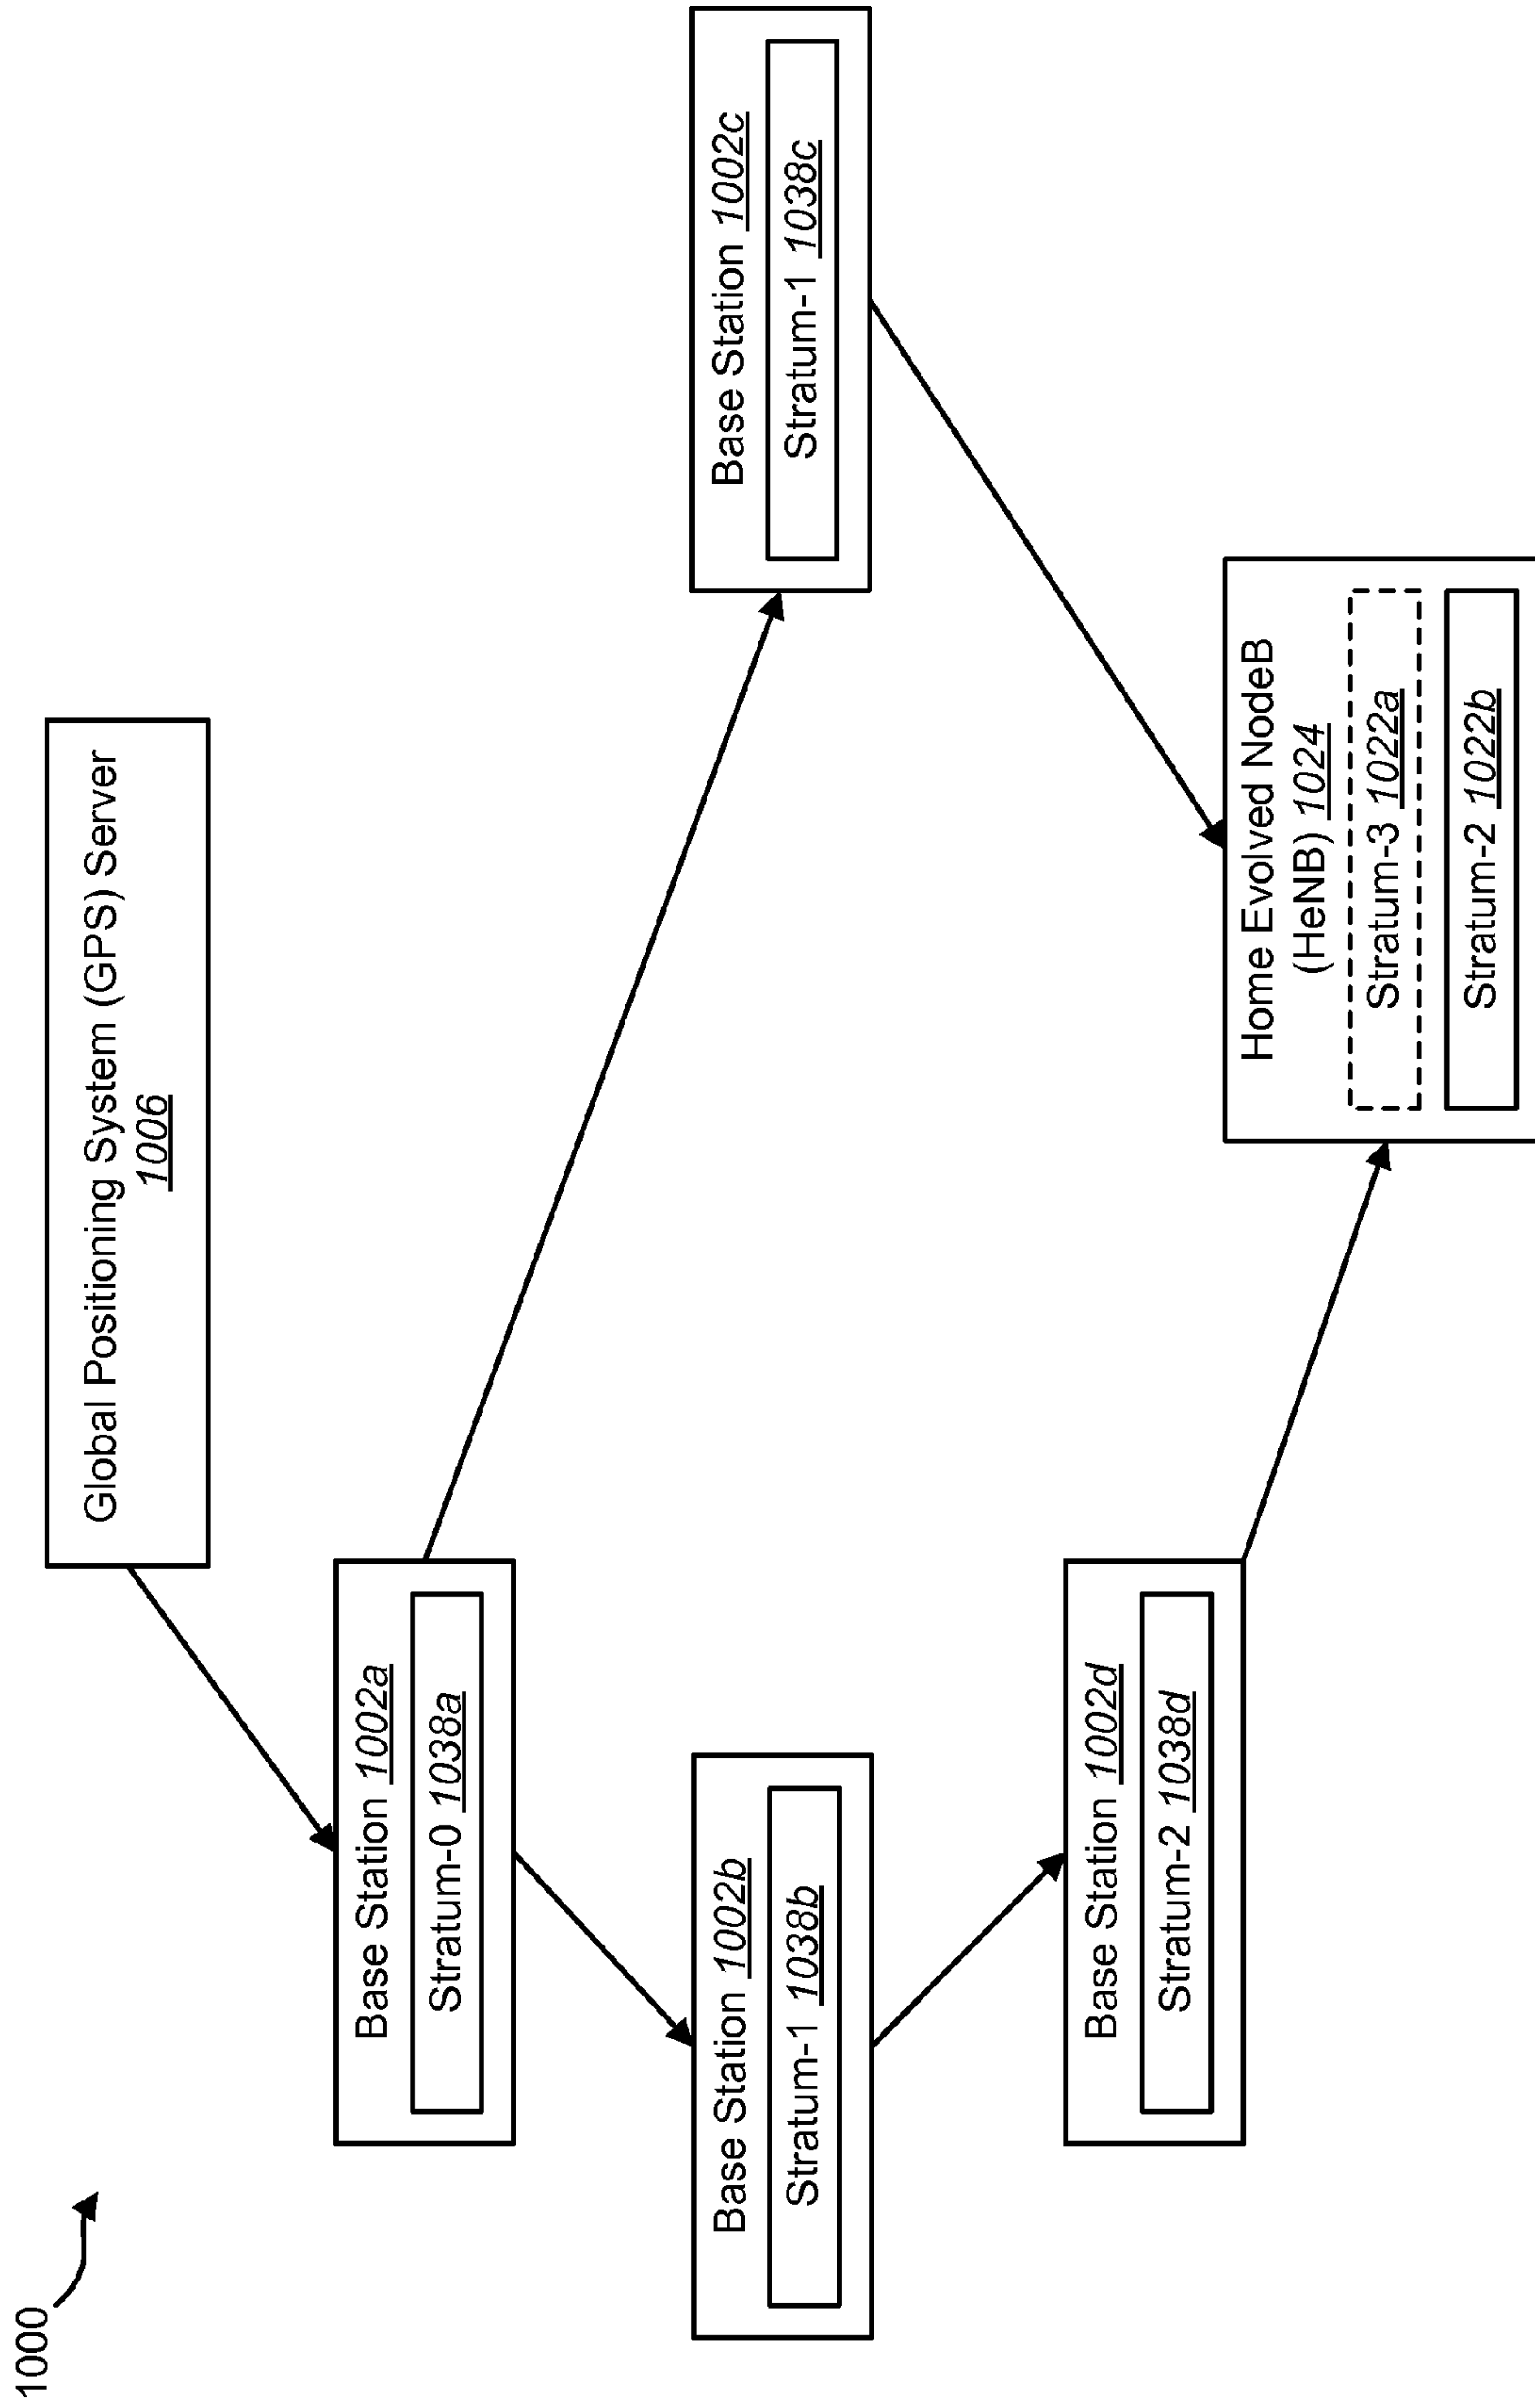 1000
Global Positioning System (GPS) Server
1006
Base Station 1002a
Stratum-0 1038a
Base Station 1002b
Stratum-1 1038b
Base Station 1002c
Stratum-1 1038c
Base Station 1002d
Stratum-2 1038d
Home Evolved NodeB
(HeNB) 1024
Stratum-3 1022a
Stratum-2 1022b